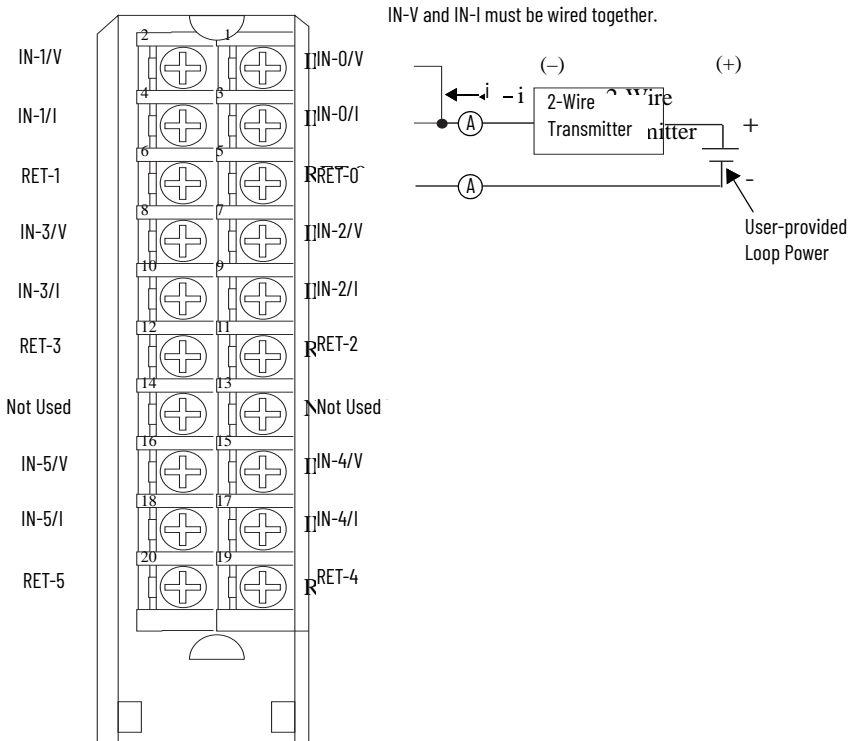 IN-V and IN-I must be wired together.
2 1
IN-1/V IN-0/V
4 3
IN-1/I IN-0/I
6 5
RET-1 RET-0
8 7
IN-3/V IN-2/V
10 9
IN-3/I IN-2/I
12 11
RET-3 RET-2
14 13
Not Used Not Used
16 15
IN-5/V IN-4/V
18 17
IN-5/I IN-4/I
20 19
RET-5 RET-4
(–) (+)
i
A
2-Wire
Transmitter
+
A
-
User-provided
Loop Power